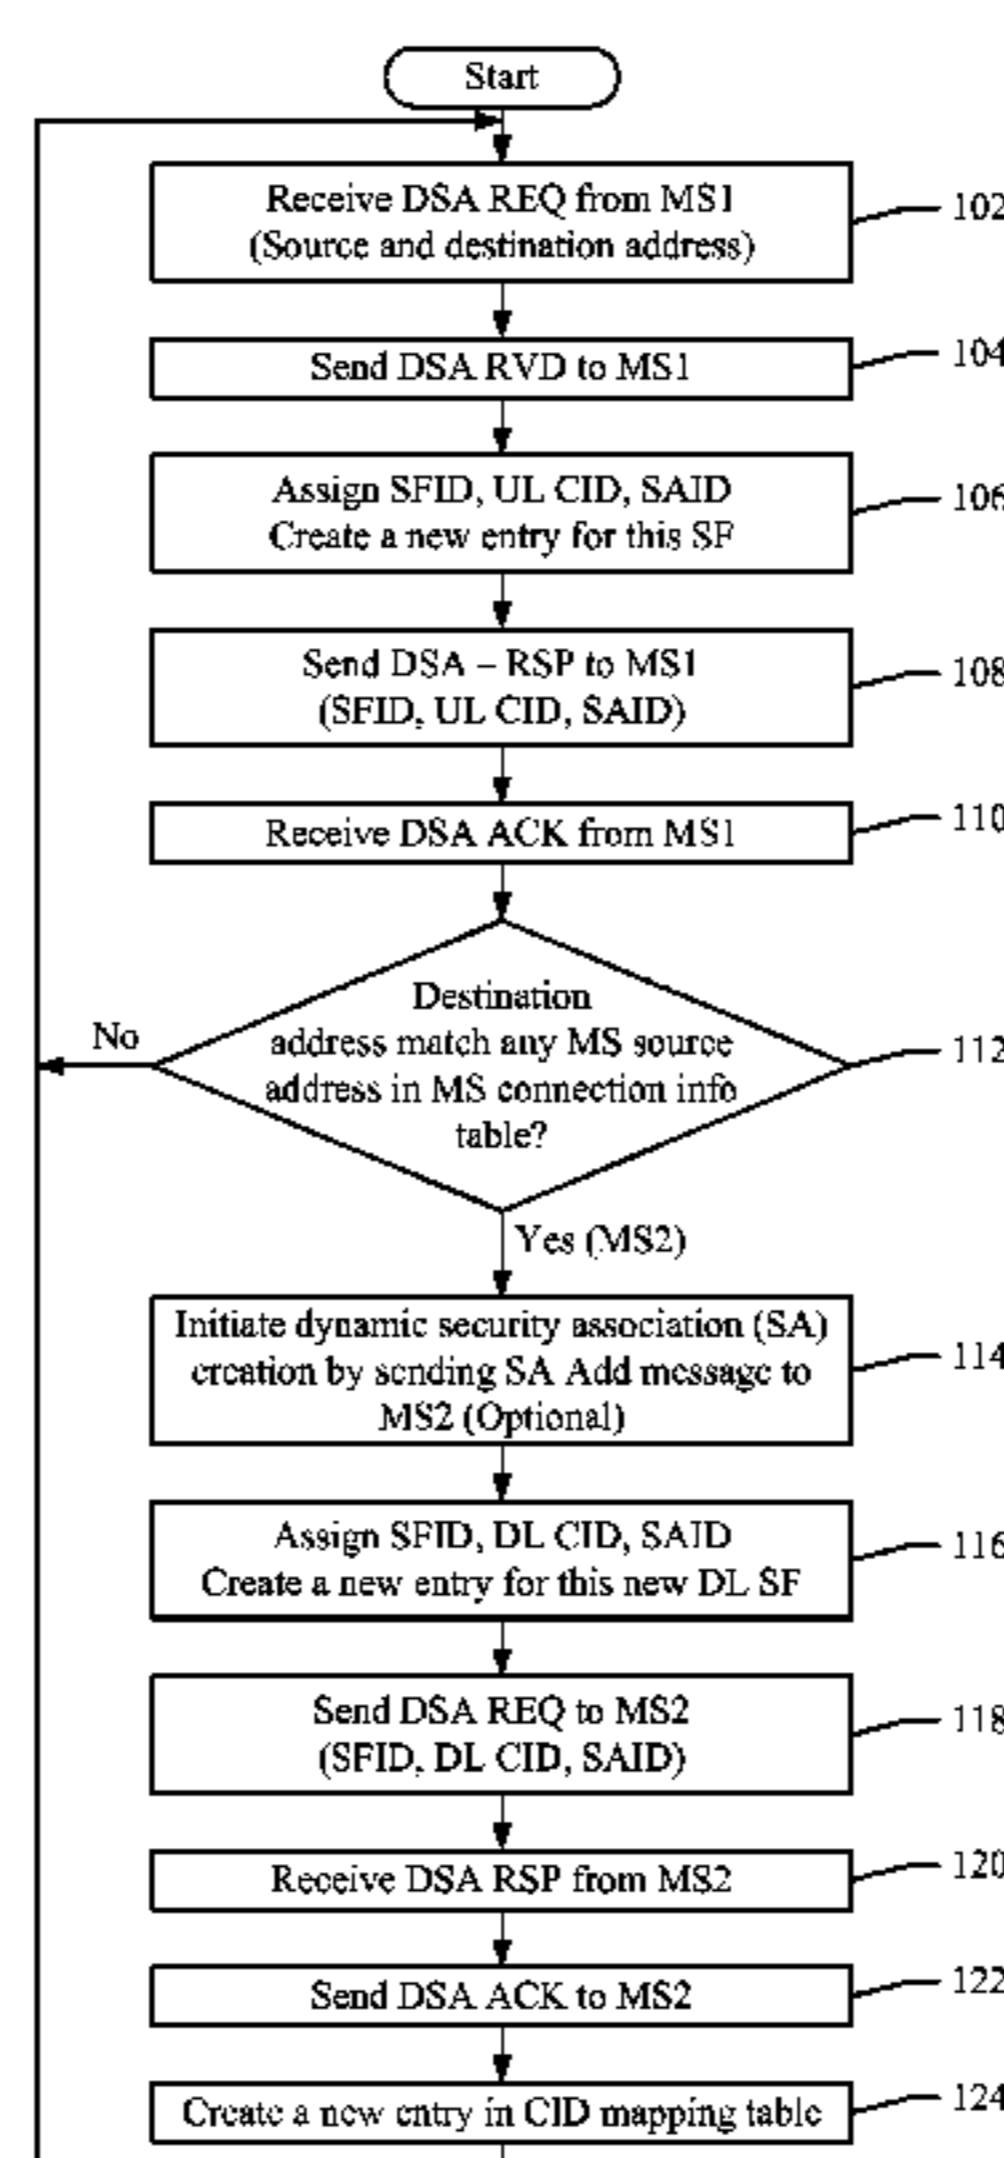 Start
Receive DSA REQ from MS1
(Source and destination address)
102
Send DSA RVD to MS1
104
Assign SFID, UL CID, SAID
Create a new entry for this SF
106
Send DSA – RSP to MS1
(SFID, UL CID, SAID)
108
Receive DSA ACK from MS1
110
Destination
address match any MS source
address in MS connection info
table?
112
No
Yes (MS2)
Initiate dynamic security association (SA)
creation by sending SA Add message to
MS2 (Optional)
114
Assign SFID, DL CID, SAID
Create a new entry for this new DL SF
116
Send DSA REQ to MS2
(SFID, DL CID, SAID)
118
Receive DSA RSP from MS2
120
Send DSA ACK to MS2
122
Create a new entry in CID mapping table
124